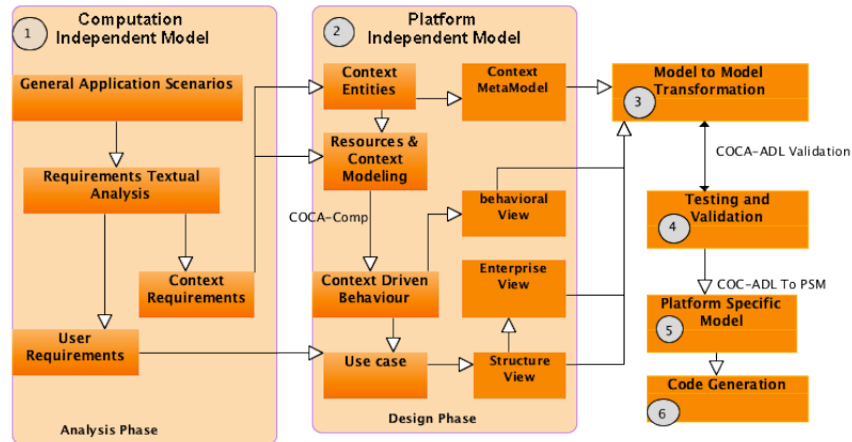 1
Computation
Independent Model
General Application Scenarios
Requirements Textual
Analysis
Context
Requirements
User
Requirements
Analysis Phase
2
Platform
Independent Model
Context
Entities
Context
MetaModel
Resources &
Context
Modeling
COCA-Comp
behavioral
View
Context Driven
Behaviour
Enterprise
View
Use case
Structure
View
Design Phase
Model to Model
Transformation
3
COCA-ADL Validation
Testing and
Validation
4
COC-ADL To PSM
Platform Specific
Model
5
Code Generation
6